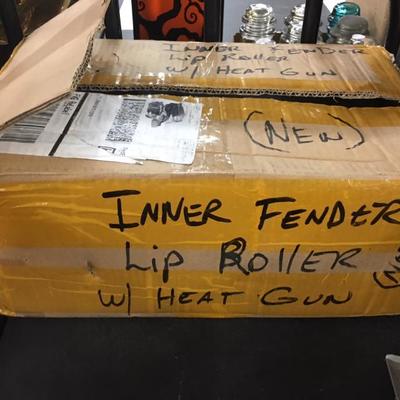 INNER FENDER
Lip Roller
W/ HEAT GUN
(NEW)
INNER FENDER
Lip ROllER
W/ HEAT GUN